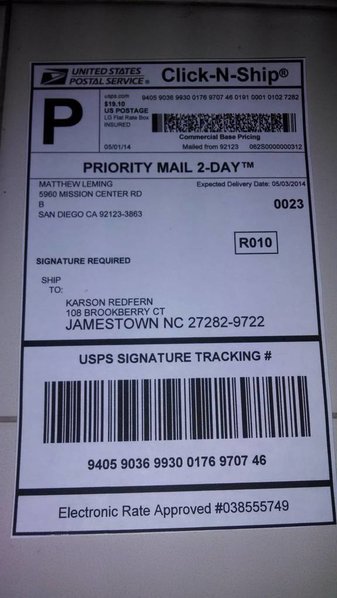 UNITED STATES POSTAL SERVICE® Click-N-Ship®
P
usps.com
$19.10
US POSTAGE
LG Flat Rate Box
INSURED
05/01/14
9405 9036 9930 0176 9707 46 0191 0001 0102 7282
Commercial Base Pricing
Mailed from 92123 062S0000000312
PRIORITY MAIL 2-DAY™
MATTHEW LEMING
5960 MISSION CENTER RD
B
SAN DIEGO CA 92123-3863
Expected Delivery Date: 05/03/2014
0023
R010
SIGNATURE REQUIRED
SHIP
TO:
KARSON REDFERN
108 BROOKBERRY CT
JAMESTOWN NC 27282-9722
USPS SIGNATURE TRACKING #
9405 9036 9930 0176 9707 46
Electronic Rate Approved #038555749